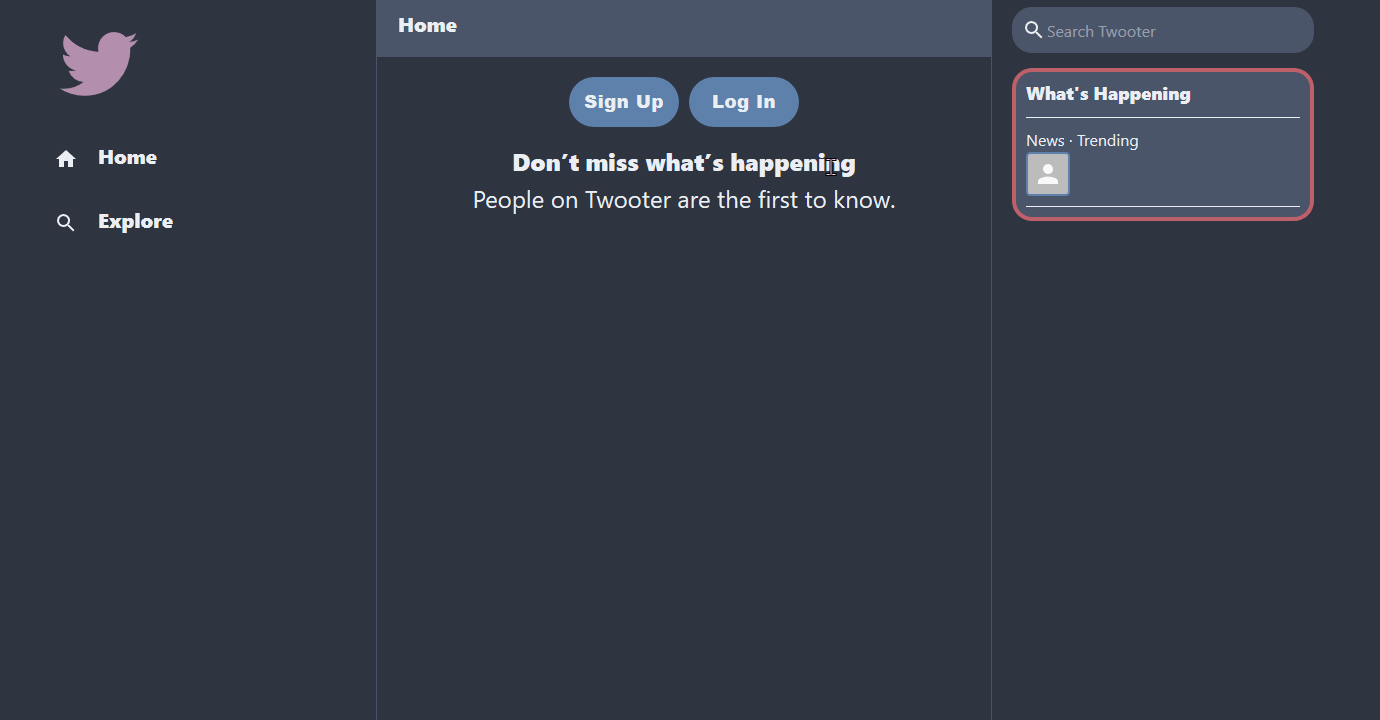 Home
Explore
Home
Sign Up
Log In
Don’t miss what’s happening
People on Twooter are the first to know.
Search Twooter
What's Happening
News · Trending